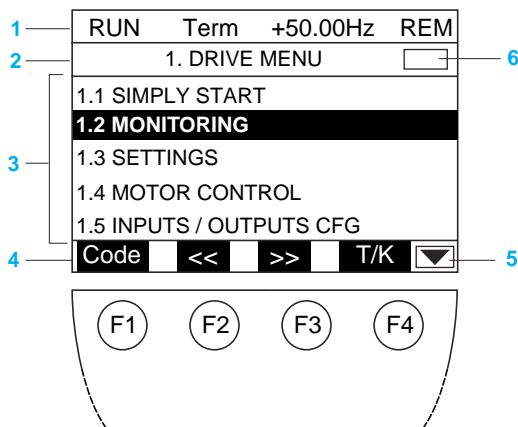 1 RUN Term +50.00Hz REM
2 1. DRIVE MENU 6
1.1 SIMPLY START
1.2 MONITORING
3 1.3 SETTINGS
1.4 MOTOR CONTROL
1.5 INPUTS / OUTPUTS CFG
4 Code << >> T/K 5
F1 F2 F3 F4